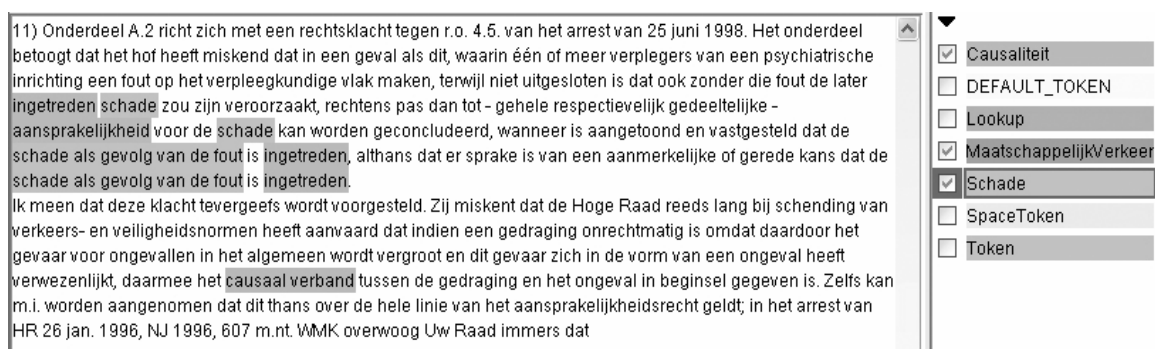 11) Onderdeel A.2 richt zich met een rechtsklacht tegen r.o. 4.5. van het arrest van 25 juni 1998. Het onderdeel
betoogt dat het hof heeft miskend dat in een geval als dit, waarin één of meer verplegers van een psychiatrische
inrichting een fout op het verpleegkundige vlak maken, terwijl niet uitgesloten is dat ook zonder die fout de later
ingetreden schade zou zijn veroorzaakt, rechtens pas dan tot - gehele respectievelijk gedeeltelijke -
aansprakelijkheid voor de schade kan worden geconcludeerd, wanneer is aangetoond en vastgesteld dat de
schade als gevolg van de fout is ingetreden, althans dat er sprake is van een aanmerkelijke of gerede kans dat de
schade als gevolg van de fout is ingetreden.
Ik meen dat deze klacht tevergeefs wordt voorgesteld. Zij miskent dat de Hoge Raad reeds lang bij schending van
verkeers- en veiligheidsnormen heeft aanvaard dat indien een gedraging onrechtmatig is omdat daardoor het
gevaar voor ongevallen in het algemeen wordt vergroot en dit gevaar zich in de vorm van een ongeval heeft
verwezenlijkt, daarmee het causaal verband tussen de gedraging en het ongeval in beginsel gegeven is. Zelfs kan
m.i. worden aangenomen dat dit thans over de hele linie van het aansprakelijkheidsrecht geldt; in het arrest van
HR 26 jan. 1996, NJ 1996, 607 m.nt. WMK overwoog Uw Raad immers dat
Causaliteit
DEFAULT_TOKEN
Lookup
MaatschappelijkVerkeer
Schade
SpaceToken
Token